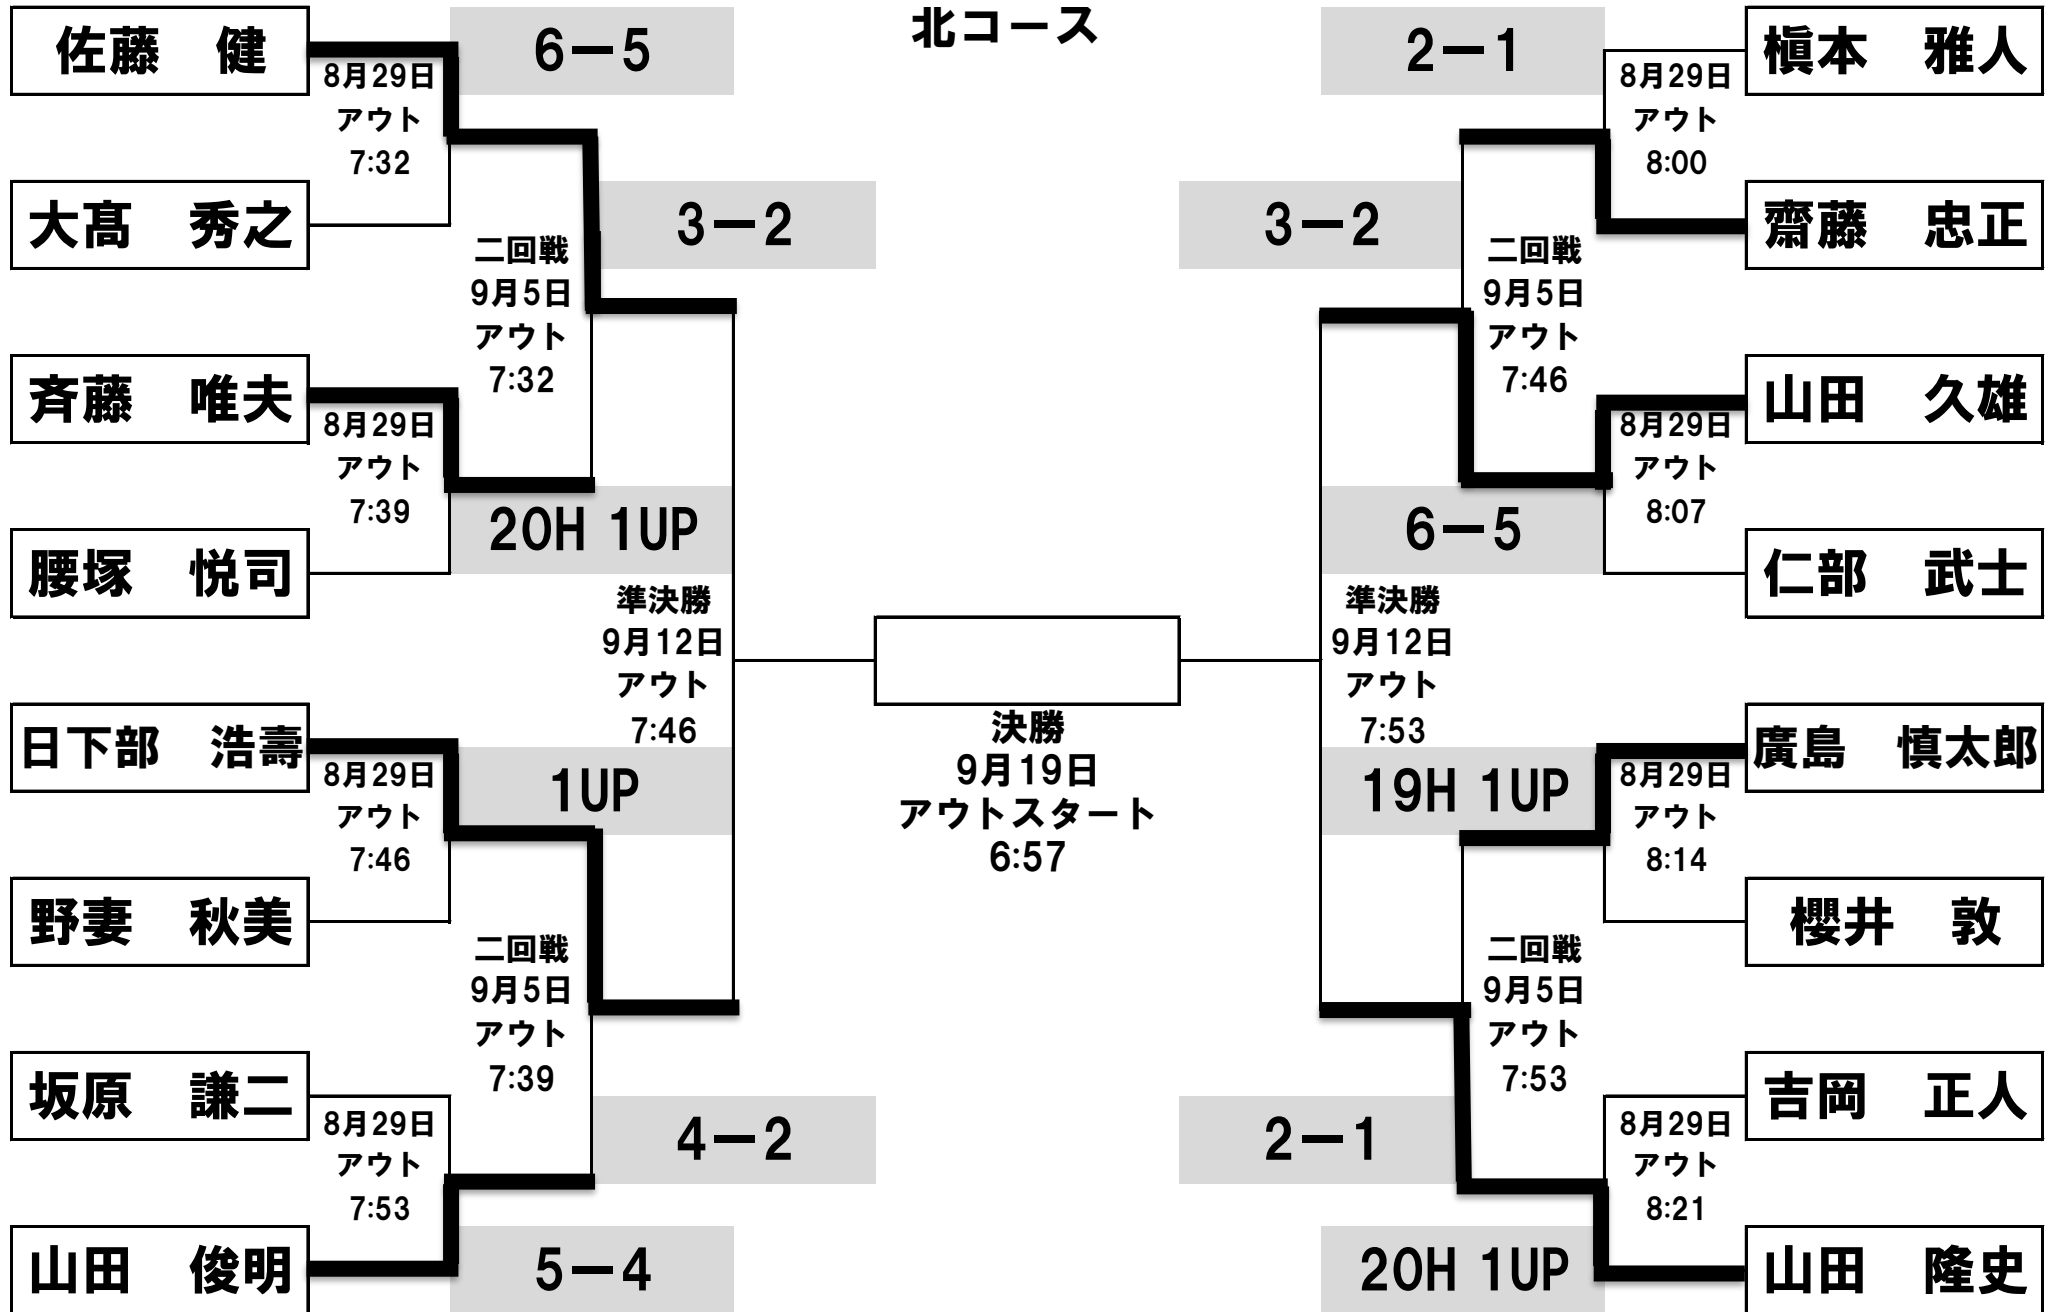 北コース
佐藤　健
6－5
8月29日
アウト
7:32
大髙　秀之
3－2
二回戦
9月5日
アウト
7:32
斉藤　唯夫
8月29日
アウト
7:39
20H 1UP
腰塚　悦司
準決勝
9月12日
アウト
7:46
日下部　浩壽
8月29日
アウト
7:46
1UP
野妻　秋美
二回戦
9月5日
アウト
7:39
坂原　謙二
8月29日
アウト
7:53
4－2
山田　俊明
5－4
決勝
9月19日
アウトスタート
6:57
2－1
槇本　雅人
8月29日
アウト
8:00
3－2
齋藤　忠正
二回戦
9月5日
アウト
7:46
山田　久雄
8月29日
アウト
8:07
6－5
仁部　武士
準決勝
9月12日
アウト
7:53
廣島　慎太郎
19H 1UP
8月29日
アウト
8:14
櫻井　敦
二回戦
9月5日
アウト
7:53
吉岡　正人
2－1
8月29日
アウト
8:21
20H 1UP
山田　隆史